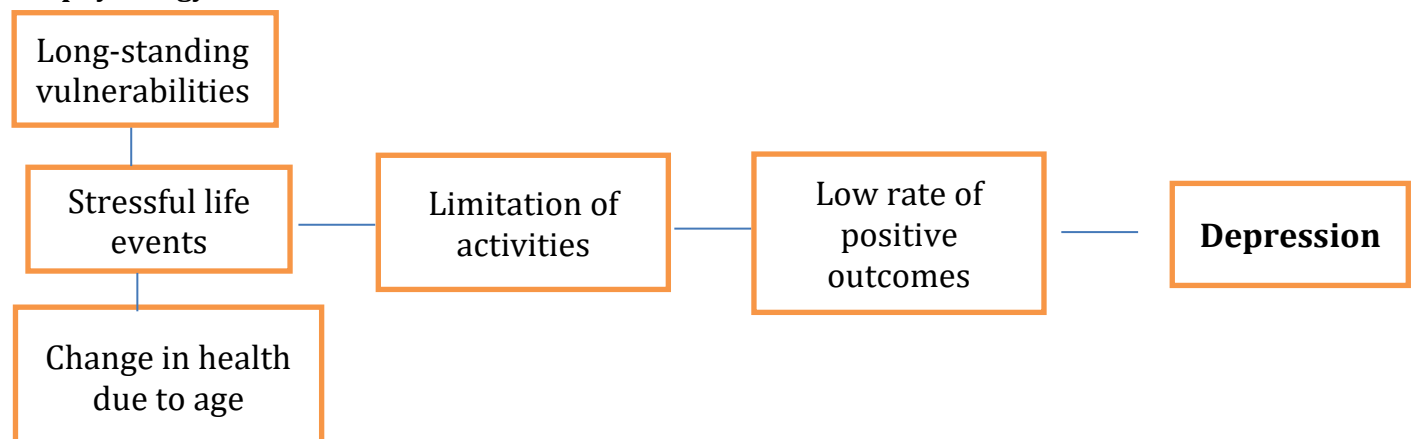 Long-standing
vulnerabilities
Stressful life
events
Change in health
due to age
Limitation of
activities
Low rate of
positive
outcomes
Depression